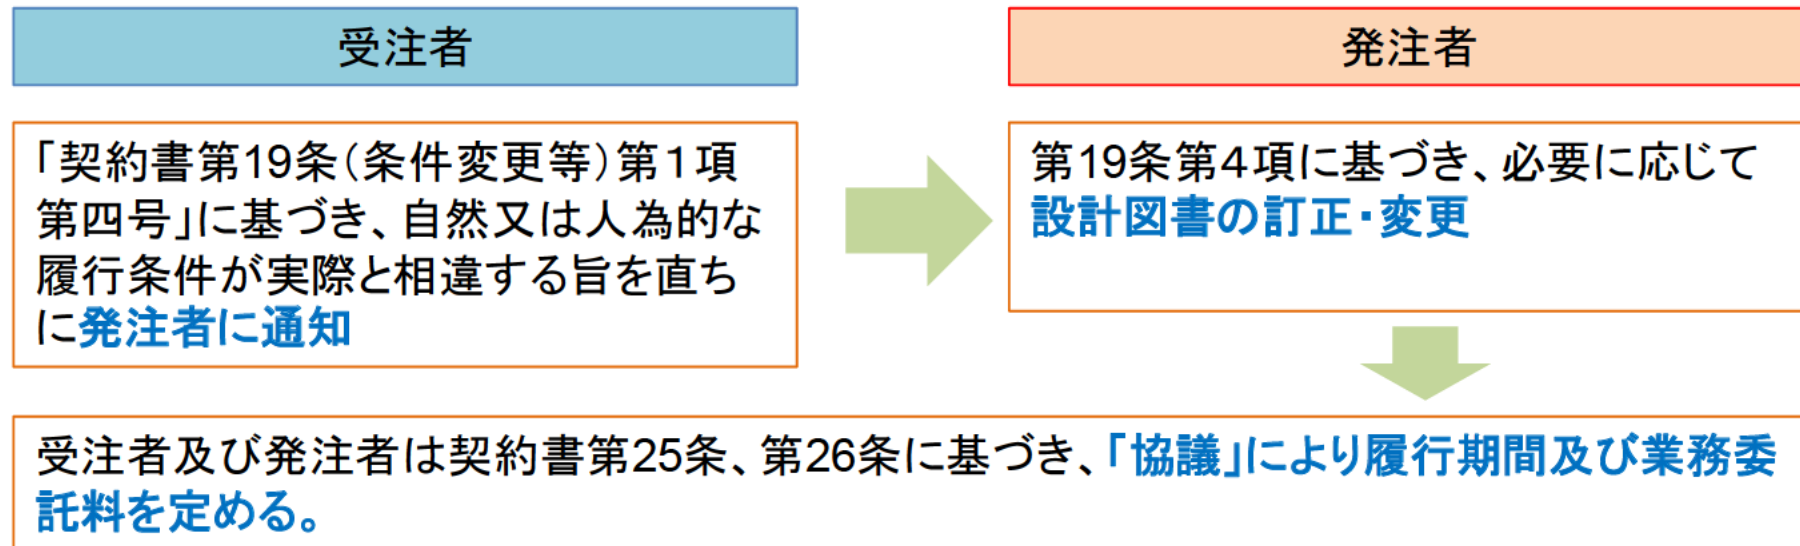 受注者
発注者
「契約書第19条（条件変更等）第１項
第四号」に基づき、自然又は人為的な
履行条件が実際と相違する旨を直ち
に発注者に通知
第19条第４項に基づき、必要に応じて
設計図書の訂正・変更
受注者及び発注者は契約書第25条、第26条に基づき、「協議」により履行期間及び業務委
託料を定める。